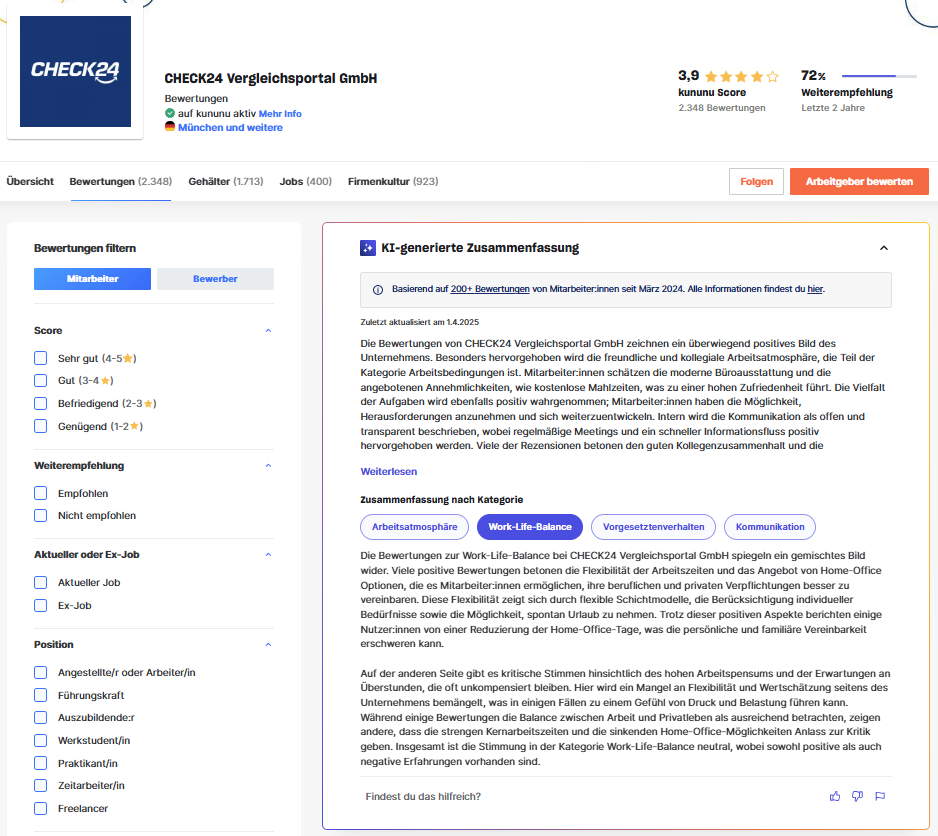 CHECK24
CHECK24 Vergleichsportal GmbH
Bewertungen
auf kununu aktiv Mehr Info
München und weitere
3,9
kununu Score
2.348 Bewertungen
72%
Weiterempfehlung
Letzte 2 Jahre
Übersicht
Bewertungen (2.348)
Gehälter (1.713)
Jobs (400)
Firmenkultur (923)
Folgen
Arbeitgeber bewerten
Bewertungen filtern
Mitarbeiter
Bewerber
Score
Sehr gut (4-5★)
Gut (3-4★)
Befriedigend (2-3★)
Genügend (1-2★)
Weiterempfehlung
Empfohlen
Nicht empfohlen
Aktueller oder Ex-Job
Aktueller Job
Ex-Job
Position
Angestellte/r oder Arbeiter/in
Führungskraft
Auszubildende:r
Werkstudent/in
Praktikant/in
Zeitarbeiter/in
Freelancer
KI-generierte Zusammenfassung
Basierend auf 200+ Bewertungen von Mitarbeiter:innen seit März 2024. Alle Informationen findest du hier.
Zuletzt aktualisiert am 1.4.2025
Die Bewertungen von CHECK24 Vergleichsportal GmbH zeichnen ein überwiegend positives Bild des
Unternehmens. Besonders hervorgehoben wird die freundliche und kollegiale Arbeitsatmosphäre, die Teil der
Kategorie Arbeitsbedingungen ist. Mitarbeiter:innen schätzen die moderne Büroausstattung und die
angebotenen Annehmlichkeiten, wie kostenlose Mahlzeiten, was zu einer hohen Zufriedenheit führt. Die Vielfalt
der Aufgaben wird ebenfalls positiv wahrgenommen; Mitarbeiter:innen haben die Möglichkeit,
Herausforderungen anzunehmen und sich weiterzuentwickeln. Intern wird die Kommunikation als offen und
transparent beschrieben, wobei regelmäßige Meetings und ein schneller Informationsfluss positiv
hervorgehoben werden. Viele der Rezensionen betonen den guten Kollegenzusammenhalt und die
Weiterlesen
Zusammenfassung nach Kategorie
Arbeitsatmosphäre
Work-Life-Balance
Vorgesetztenverhalten
Kommunikation
Die Bewertungen zur Work-Life-Balance bei CHECK24 Vergleichsportal GmbH spiegeln ein gemischtes Bild
wider. Viele positive Bewertungen betonen die Flexibilität der Arbeitszeiten und das Angebot von Home-Office
Optionen, die es Mitarbeiter:innen ermöglichen, ihre beruflichen und privaten Verpflichtungen besser zu
vereinbaren. Diese Flexibilität zeigt sich durch flexible Schichtmodelle, die Berücksichtigung individueller
Bedürfnisse sowie die Möglichkeit, spontan Urlaub zu nehmen. Trotz dieser positiven Aspekte berichten einige
Nutzer:innen von einer Reduzierung der Home-Office-Tage, was die persönliche und familiäre Vereinbarkeit
erschweren kann.
Auf der anderen Seite gibt es kritische Stimmen hinsichtlich des hohen Arbeitspensums und der Erwartungen an
Überstunden, die oft unkompensiert bleiben. Hier wird ein Mangel an Flexibilität und Wertschätzung seitens des
Unternehmens bemängelt, was in einigen Fällen zu einem Gefühl von Druck und Belastung führen kann.
Während einige Bewertungen die Balance zwischen Arbeit und Privatleben als ausreichend betrachten, zeigen
andere, dass die strengen Kernarbeitszeiten und die sinkenden Home-Office-Möglichkeiten Anlass zur Kritik
geben. Insgesamt ist die Stimmung in der Kategorie Work-Life-Balance neutral, wobei sowohl positive als auch
negative Erfahrungen vorhanden sind.
Findest du das hilfreich?